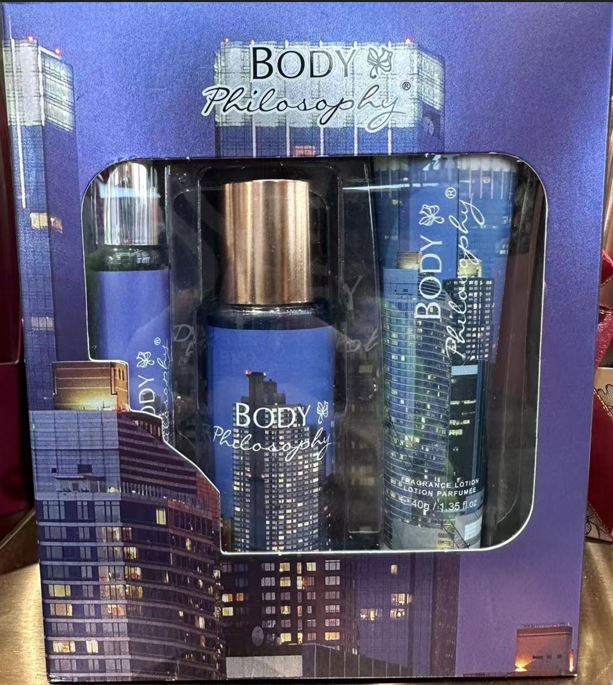 BODY
Philosophy®
BODY
Philosophy®
BODY
Philosophy
BODY
Philosophy®
FRAGRANCE LOTION
LOTION PARFUMÉE
40g / 1.35 fl oz